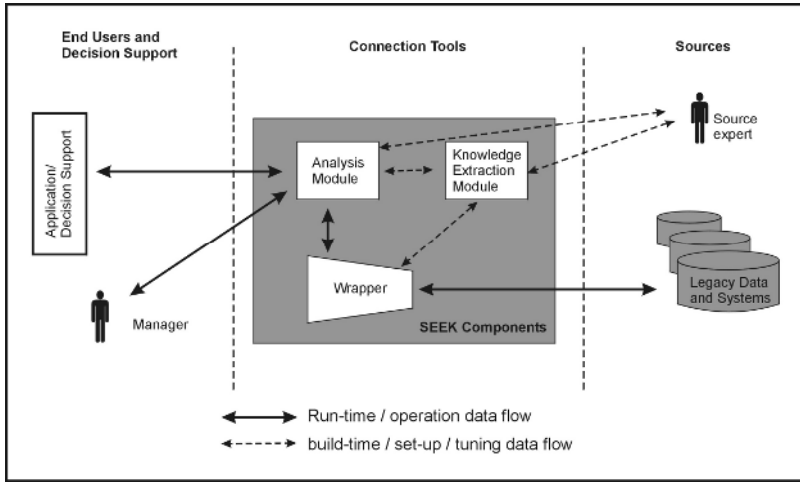 End Users and
Decision Support
Connection Tools
Sources
Application/
Decision Support
Analysis
Module
Knowledge
Extraction
Module
Source
expert
Manager
Wrapper
Legacy Data
and Systems
SEEK Components
Run-time / operation data flow
build-time / set-up / tuning data flow